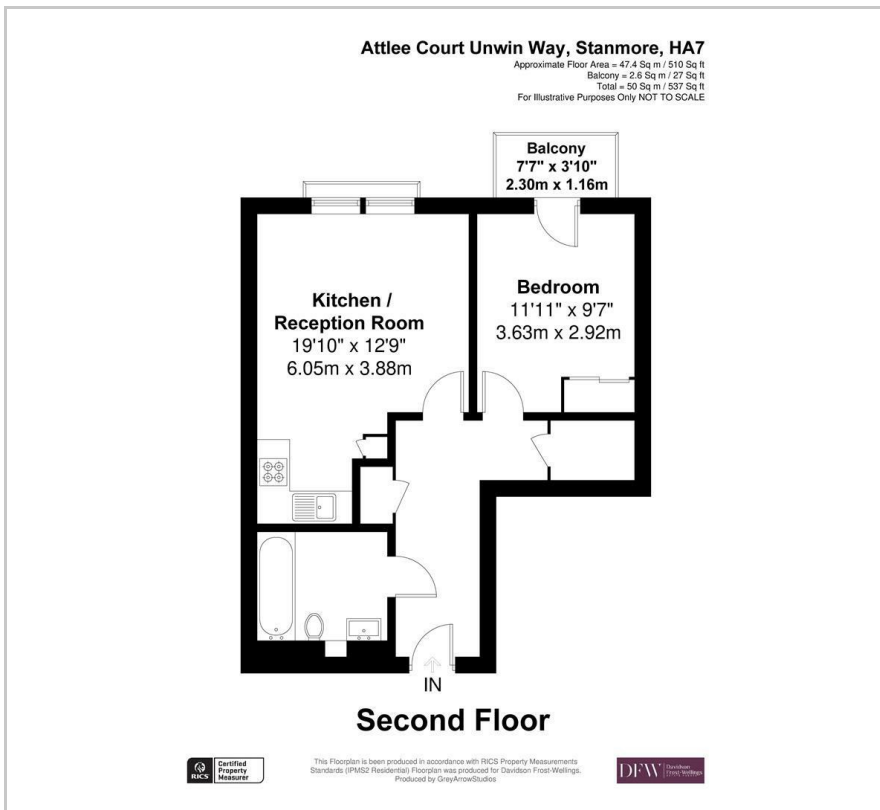 Attlee Court Unwin Way, Stanmore, HA7
Approximate Floor Area = 47.4 Sq m / 510 Sq ft
Balcony = 2.6 Sq m / 27 Sq ft
Total = 50 Sq m / 537 Sq ft
For Illustrative Purposes Only NOT TO SCALE
Balcony
7'7" x 3'10"
2.30m x 1.16m
Kitchen /
Reception Room
19'10" x 12'9"
6.05m x 3.88m
Bedroom
11'11" x 9'7"
3.63m x 2.92m
IN
Second Floor
RICS
Certified
Property
Measurer
This Floorplan is been produced in accordance with RICS Property Measurements
Standards (IPMS2 Residential) Floorplan was produced for Davidson Frost-Wellings.
Produced by GreyArrowStudios
DFW
Davidson
Frost-Wellings